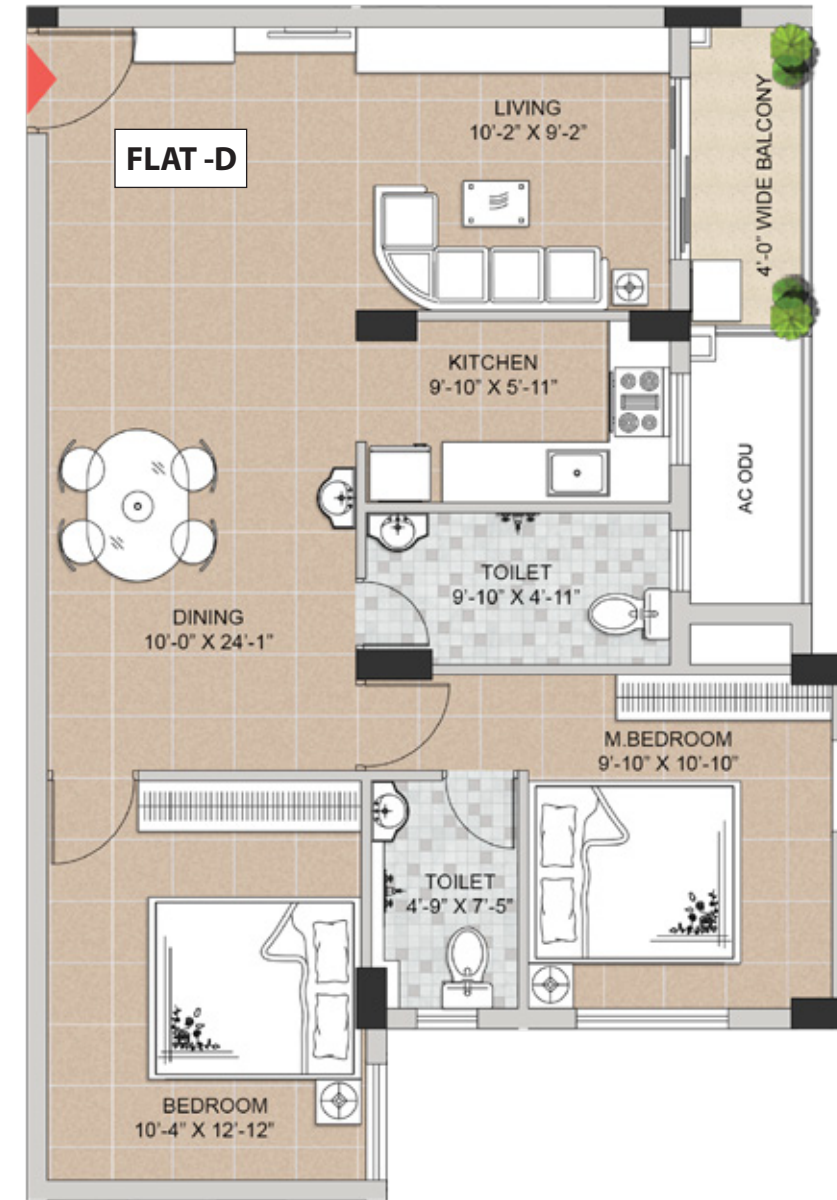 FLAT -D
LIVING
10'-2" X 9'-2"
4'-0" WIDE BALCONY
KITCHEN
9'-10" X 5'-11"
AC ODU
TOILET
9'-10" X 4'-11"
DINING
10'-0" X 24'-1"
M.BEDROOM
9'-10" X 10'-10"
TOILET
4'-9" X 7'-5"
BEDROOM
10'-4" X 12'-12"